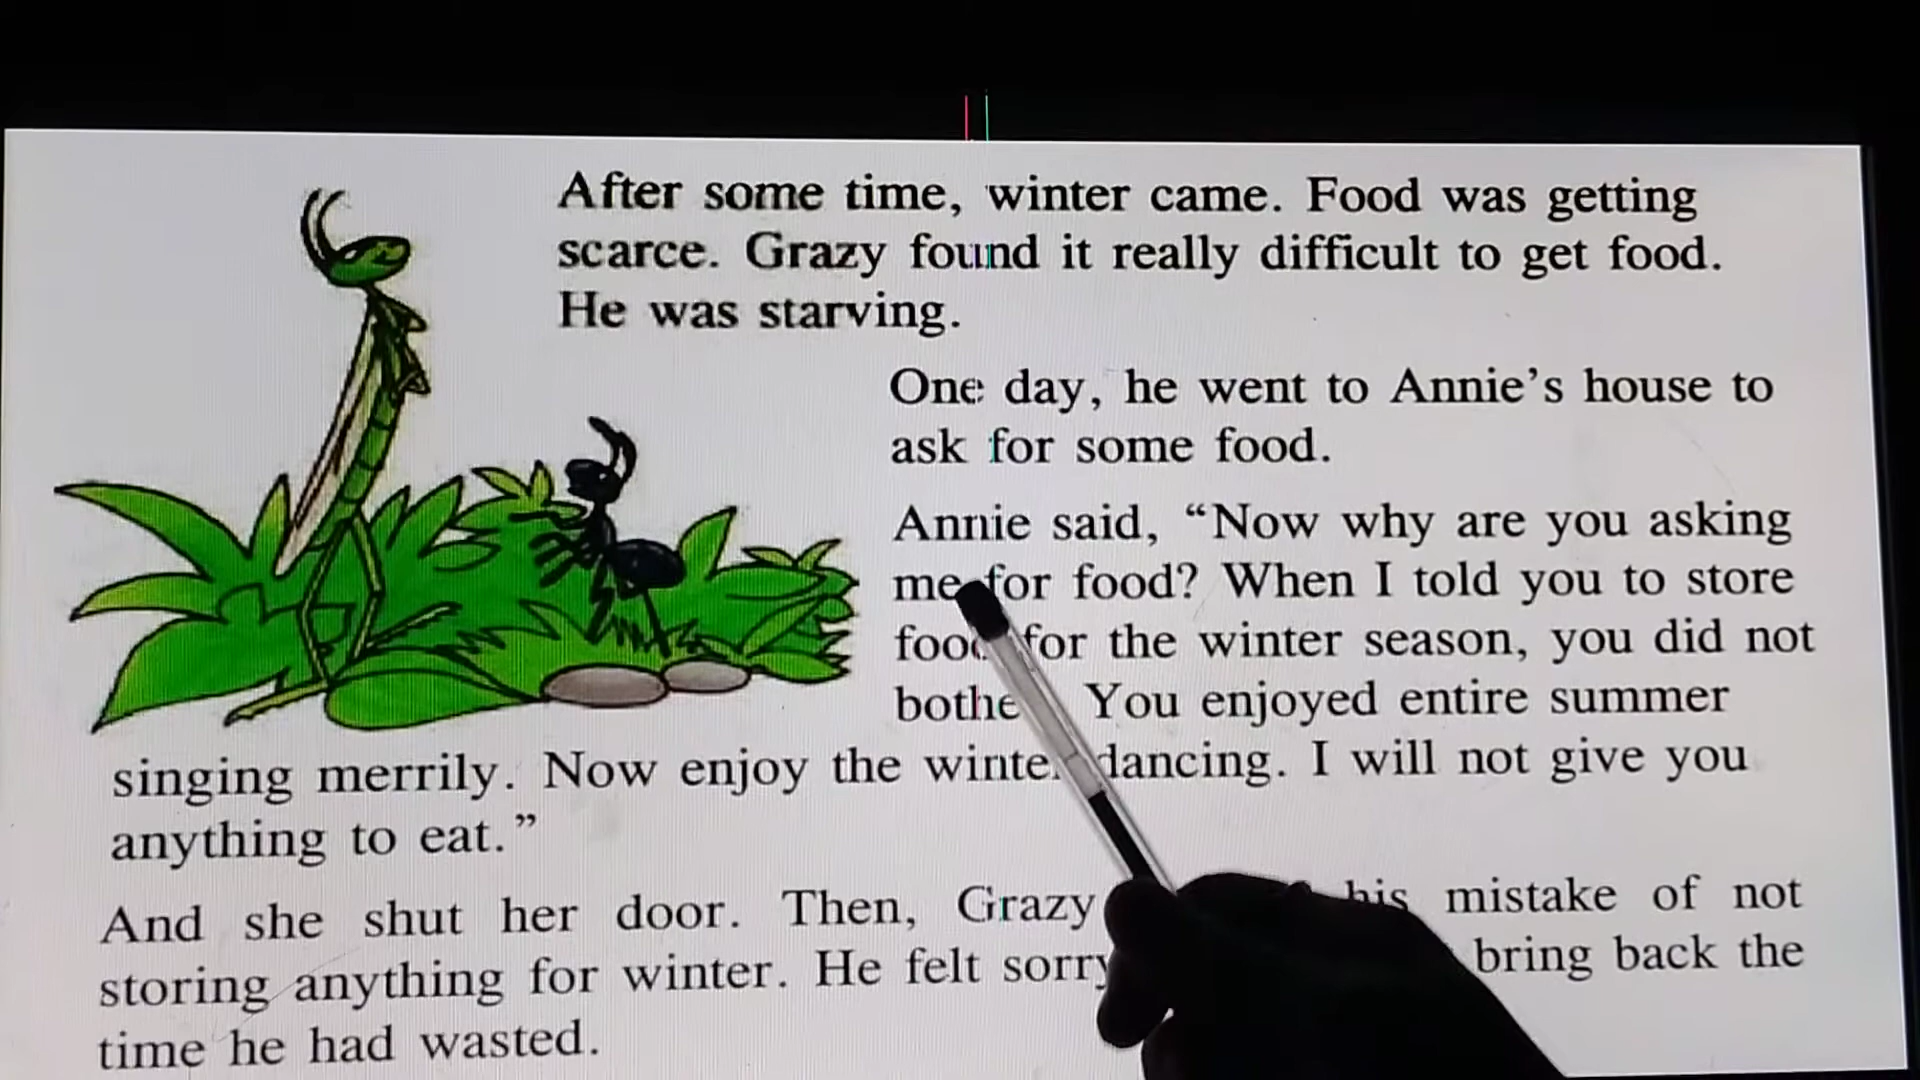 After some time, winter came. Food was getting
scarce. Grazy found it really difficult to get food.
He was starving.
One day, he went to Annie’s house to
ask for some food.
Annie said, “Now why are you asking
me for food? When I told you to store
food for the winter season, you did not
You enjoyed entire summer
singing merrily. Now enjoy the winter dancing. I will not give you
anything to eat.”
And she shut her door. Then, Grazy his mistake of not
storing anything for winter. He felt sorry bring back the
time he had wasted.